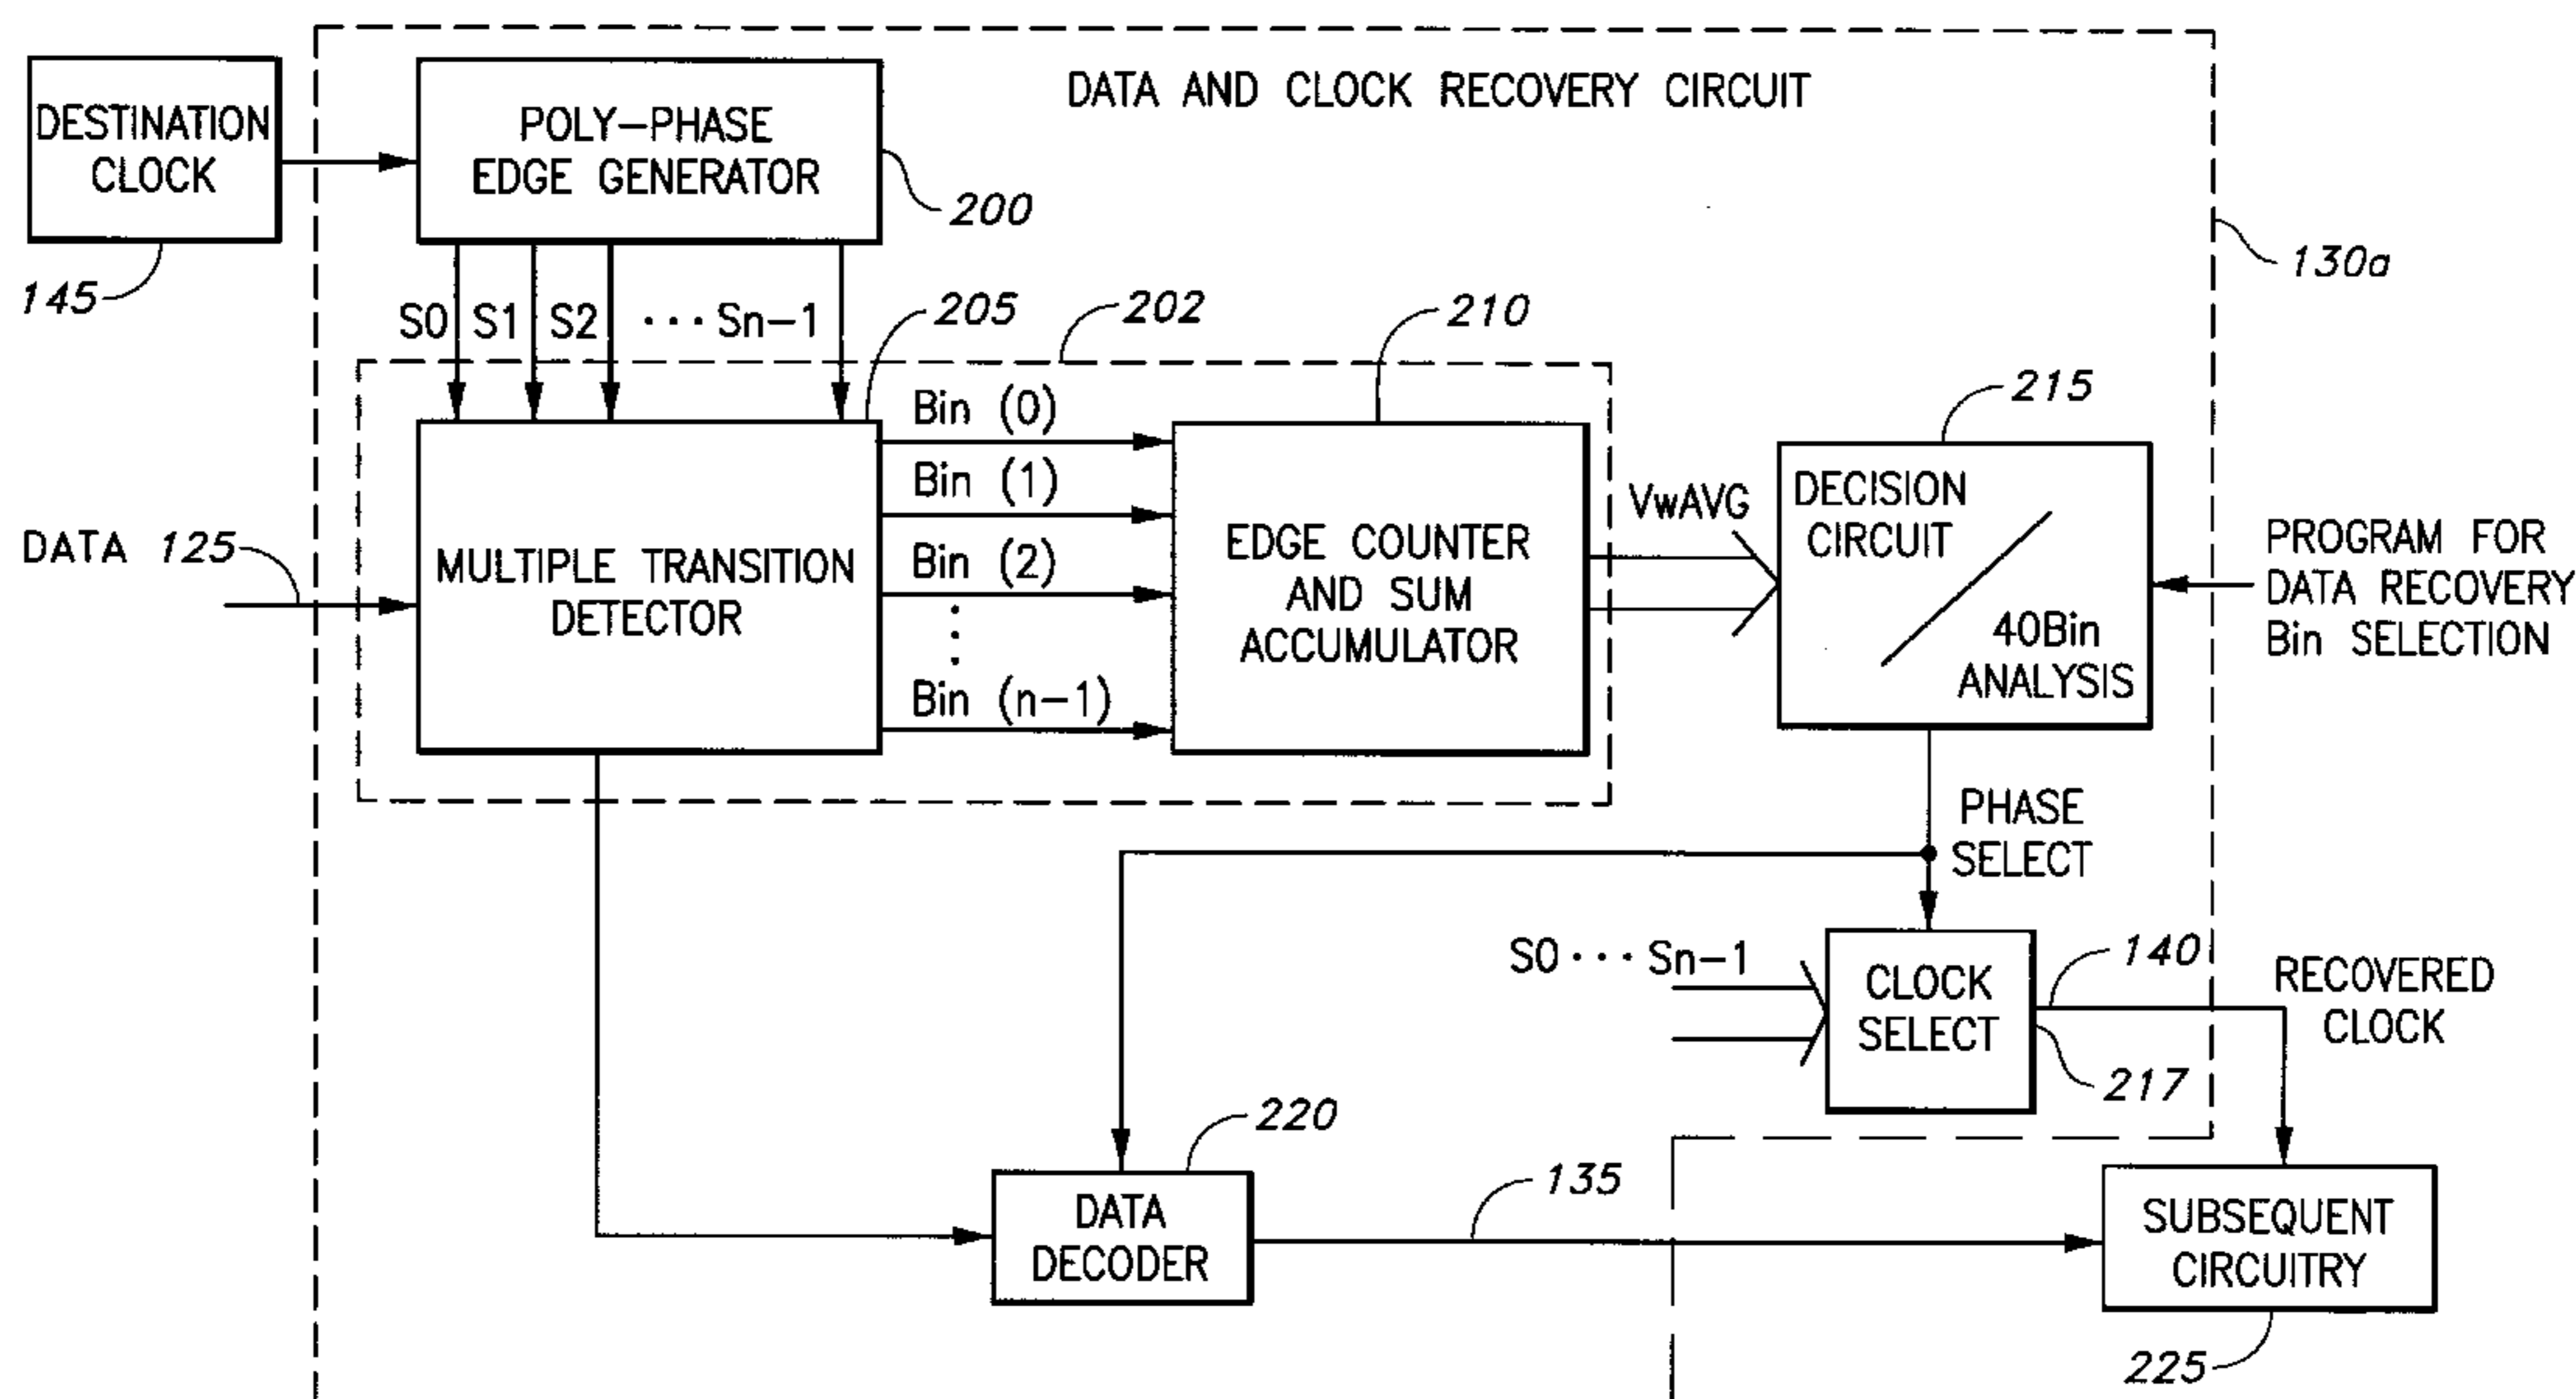 DATA AND CLOCK RECOVERY CIRCUIT
DESTINATION
CLOCK
145
POLY-PHASE
EDGE GENERATOR
200
130a
S0 S1 S2 ··· Sn-1
205
202
210
215
DATA 125
MULTIPLE TRANSITION
DETECTOR
Bin (0)
Bin (1)
Bin (2)
Bin (n-1)
EDGE COUNTER
AND SUM
ACCUMULATOR
VwAVG
DECISION
CIRCUIT
40Bin
ANALYSIS
PROGRAM FOR
DATA RECOVERY
Bin SELECTION
PHASE
SELECT
S0 ··· Sn-1
CLOCK
SELECT
140
217
RECOVERED
CLOCK
220
DATA
DECODER
135
SUBSEQUENT
CIRCUITRY
225